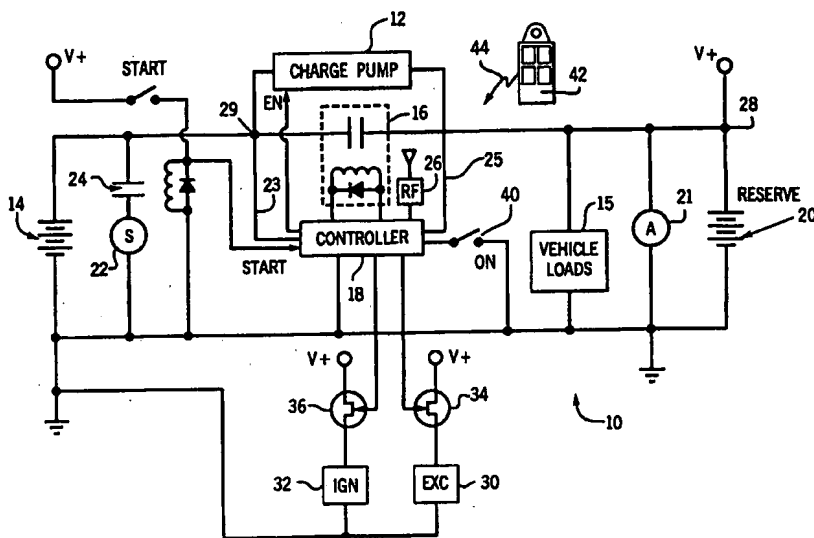 12
V+
START
CHARGE PUMP
44
42
V+
EN
29
16
28
24
23
26
RF
25
40
14
S
22
START
CONTROLLER
18
ON
15
VEHICLE LOADS
21
A
RESERVE
20
V+
V+
36
34
10
32
IGN
EXC
30